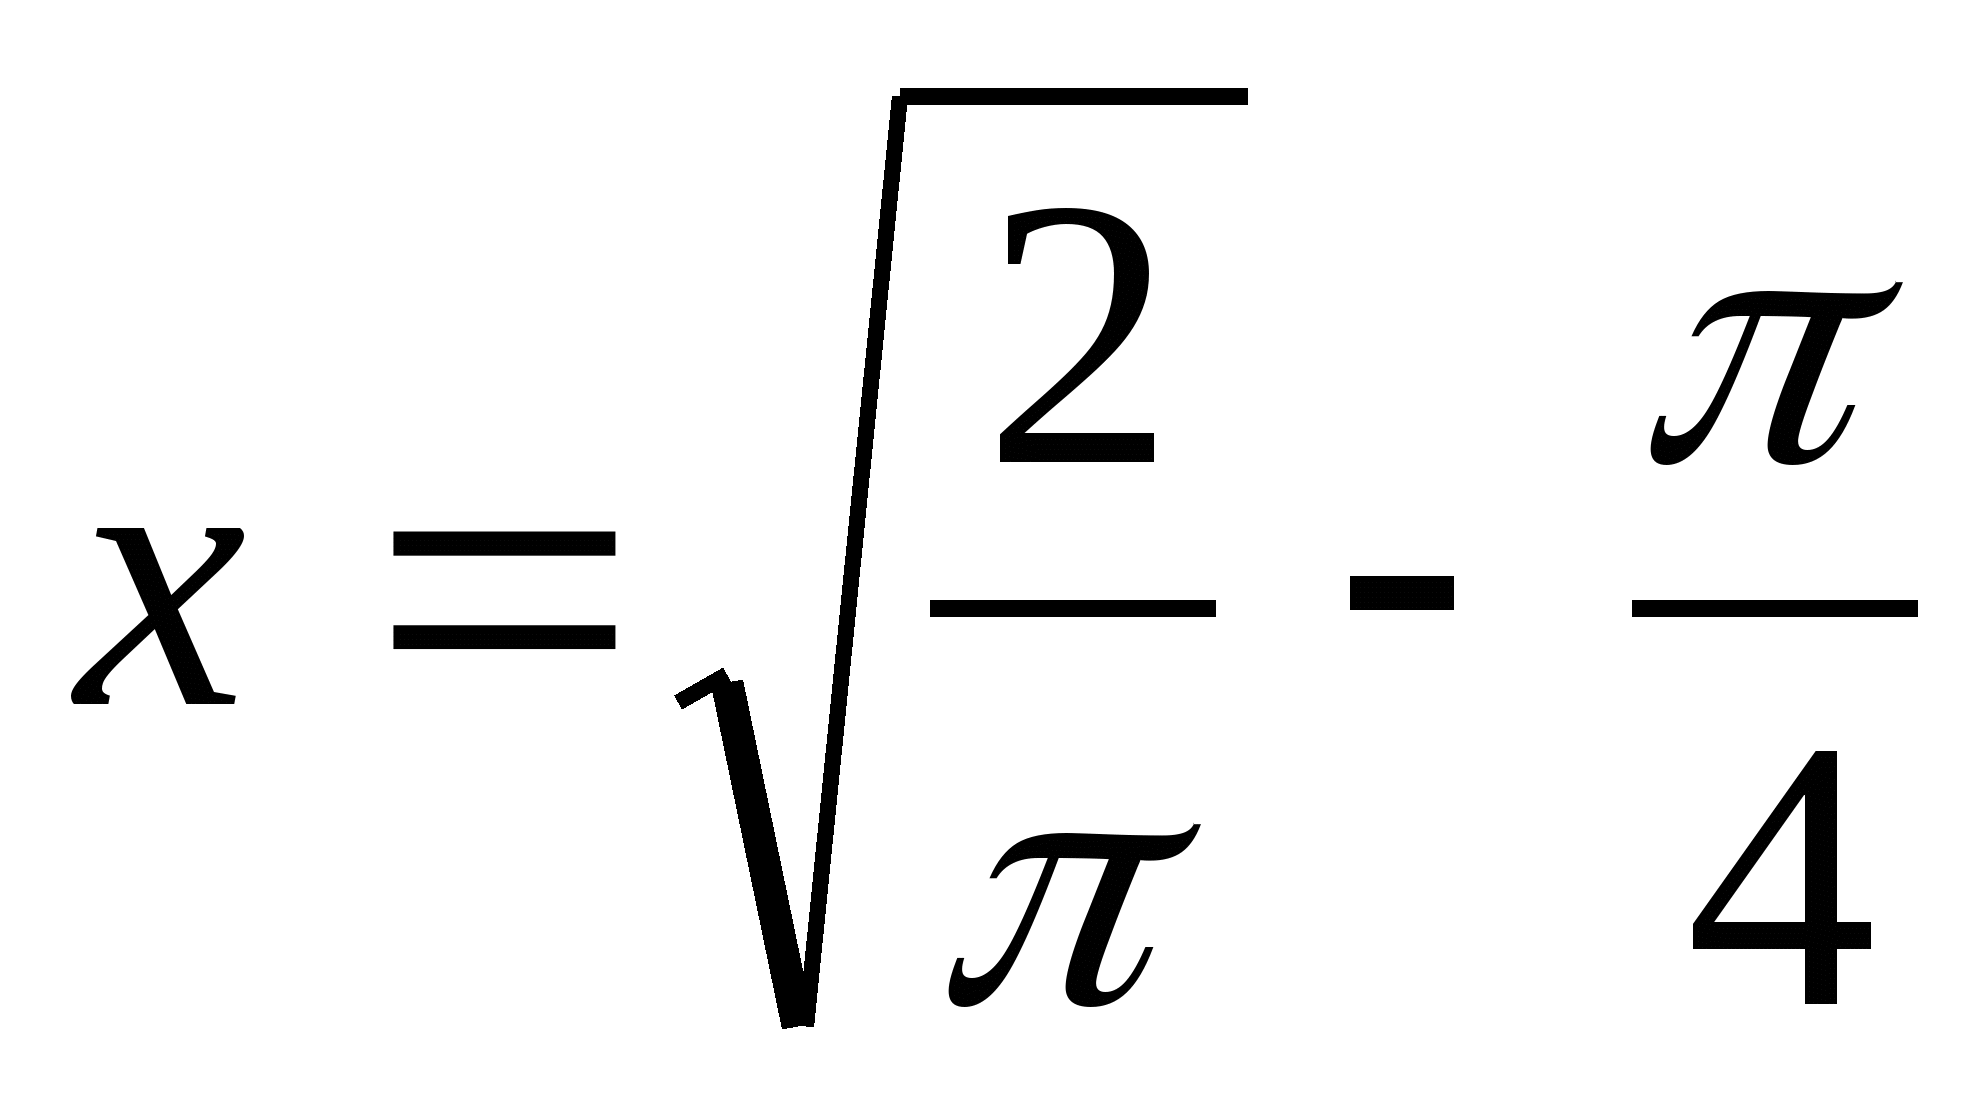 x = √(2/π) - π/4